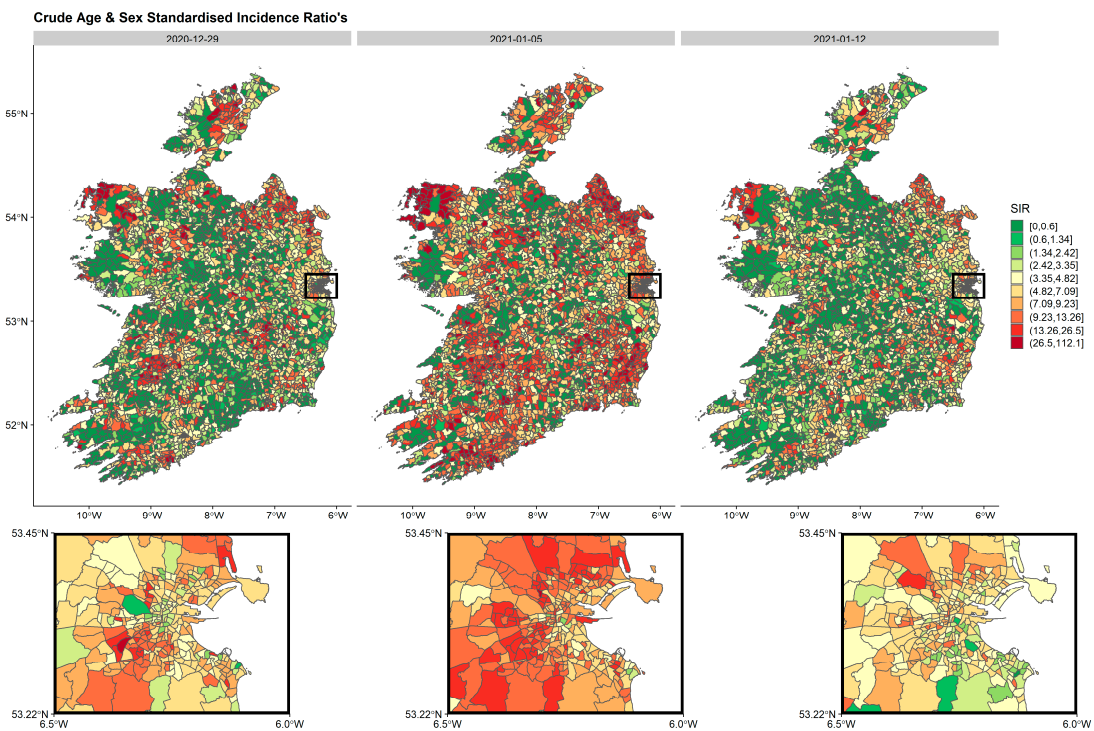 Crude Age & Sex Standardised Incidence Ratio's
2020-12-29 2021-01-05 2021-01-12
55°N
54°N
53°N
52°N
10°W 9°W 8°W 7°W 6°W 10°W 9°W 8°W 7°W 6°W 10°W 9°W 8°W 7°W 6°W
SIR
[0,0.6]
(0.6,1.34]
(1.34,2.42]
(2.42,3.35]
(3.35,4.82]
(4.82,7.09]
(7.09,9.23]
(9.23,13.26]
(13.26,26.5]
(26.5,112.1]
53.45°N 53.45°N 53.45°N
53.22°N 53.22°N 53.22°N
6.5°W 6.0°W 6.5°W 6.0°W 6.5°W 6.0°W